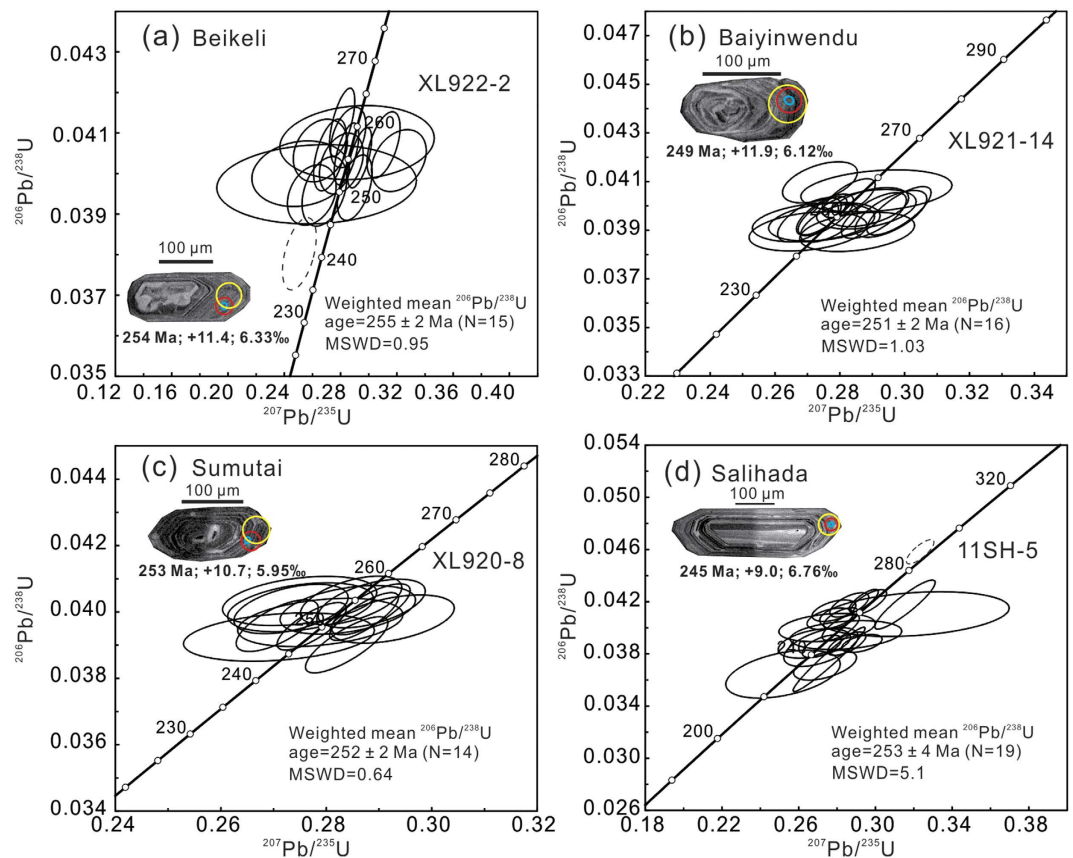 (a) Beikeli
XL922-2
270
260
250
240
230
100 µm
254 Ma; +11.4; 6.33‰
Weighted mean ²⁰⁶Pb/²³⁸U
age=255 ± 2 Ma (N=15)
MSWD=0.95
0.043
0.041
0.039
0.037
0.035
²⁰⁶Pb/²³⁸U
0.12 0.16 0.20 0.24 0.28 0.32 0.36 0.40
²⁰⁷Pb/²³⁵U
(b) Baiyinwendu
XL921-14
100 µm
249 Ma; +11.9; 6.12‰
290
270
230
Weighted mean ²⁰⁶Pb/²³⁸U
age=251 ± 2 Ma (N=16)
MSWD=1.03
0.047
0.045
0.043
0.041
0.039
0.037
0.035
0.033
²⁰⁶Pb/²³⁸U
0.22 0.24 0.26 0.28 0.30 0.32 0.34
²⁰⁷Pb/²³⁵U
(c) Sumutai
XL920-8
100 µm
253 Ma; +10.7; 5.95‰
280
270
260
240
230
Weighted mean ²⁰⁶Pb/²³⁸U
age=252 ± 2 Ma (N=14)
MSWD=0.64
0.044
0.042
0.040
0.038
0.036
0.034
²⁰⁶Pb/²³⁸U
0.24 0.26 0.28 0.30 0.32
²⁰⁷Pb/²³⁵U
(d) Salihada
11SH-5
100 µm
245 Ma; +9.0; 6.76‰
320
280
200
Weighted mean ²⁰⁶Pb/²³⁸U
age=253 ± 4 Ma (N=19)
MSWD=5.1
0.054
0.050
0.046
0.042
0.038
0.034
0.030
0.026
²⁰⁶Pb/²³⁸U
0.18 0.22 0.26 0.30 0.34 0.38
²⁰⁷Pb/²³⁵U